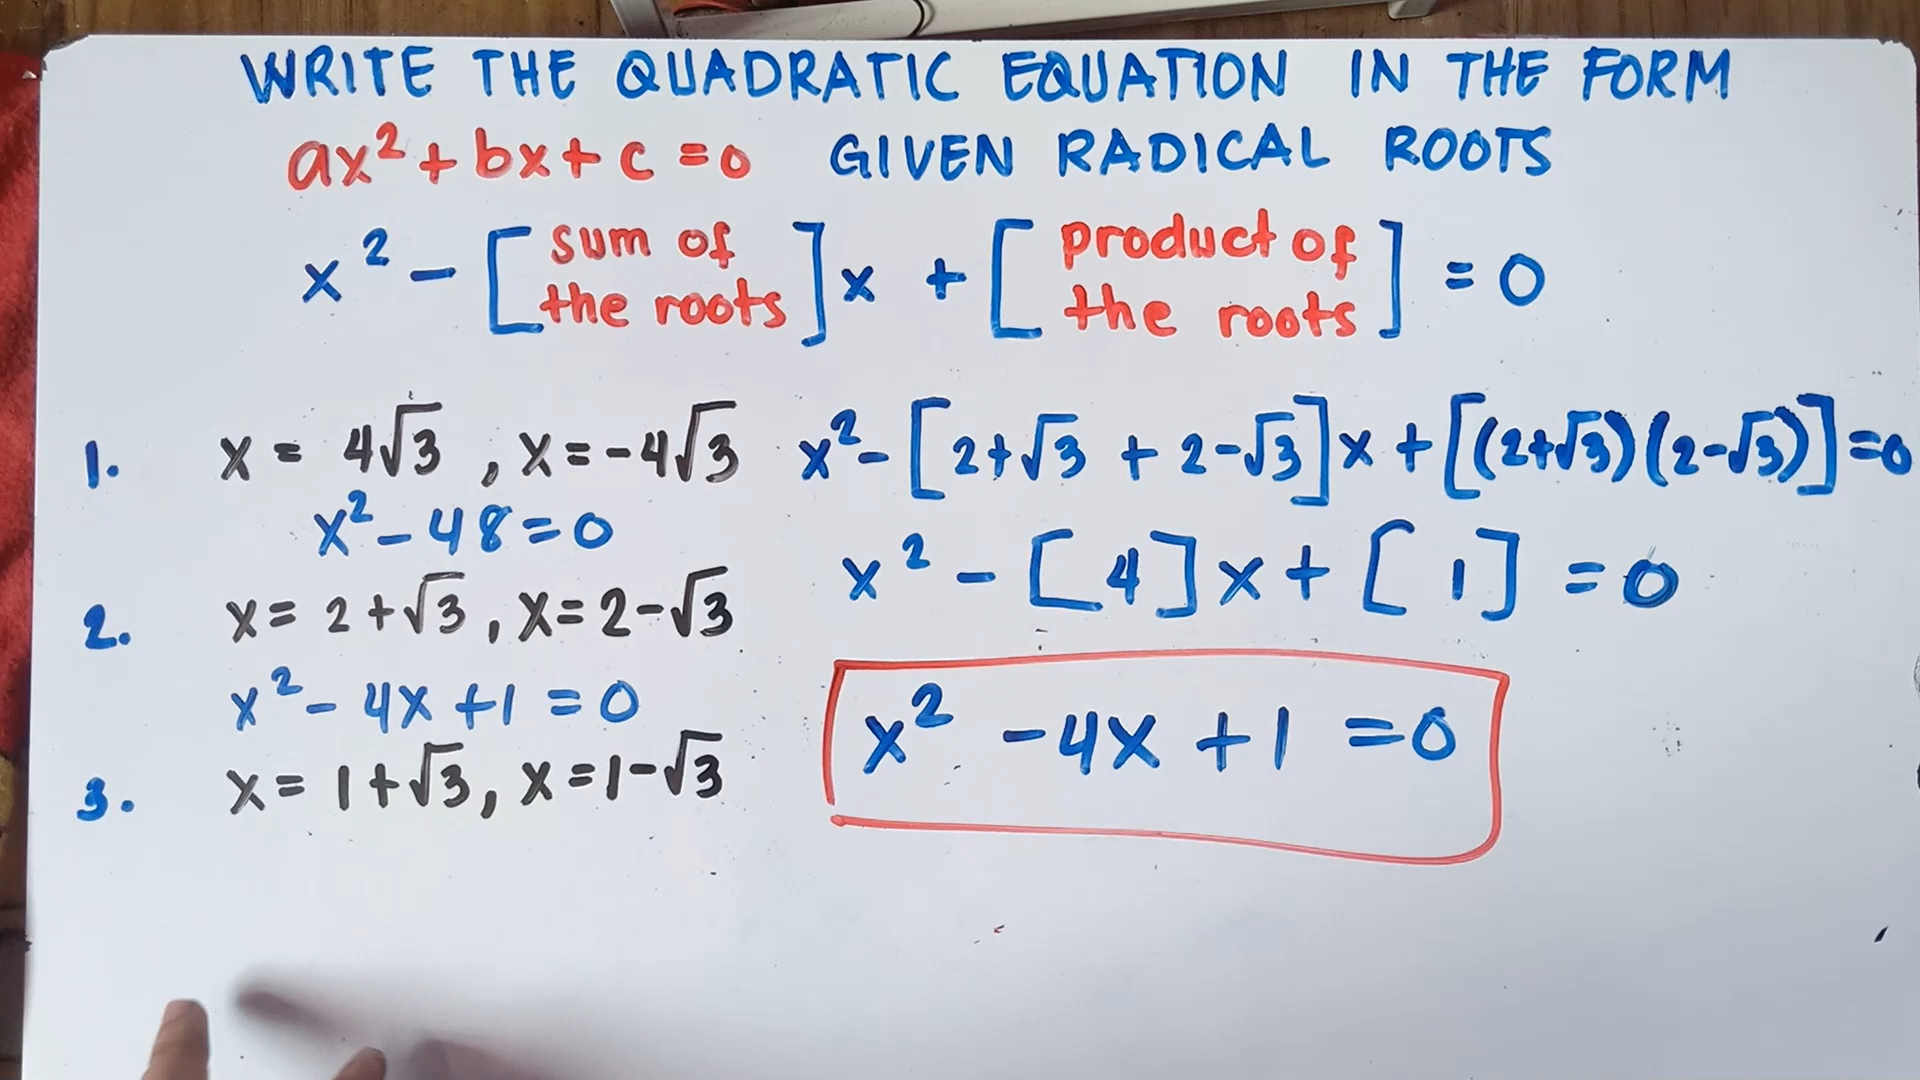 WRITE THE QUADRATIC EQUATION IN THE FORM
ax² + bx + c = 0 GIVEN RADICAL ROOTS
x² - [sum of the roots]x + [product of the roots] = 0
1. x = 4√3, x = -4√3
x² - 48 = 0
2. x = 2 + √3, x = 2 - √3
x² - 4x + 1 = 0
3. x = 1 + √3, x = 1 - √3
x² - [2 + √3 + 2 - √3]x + [(2 + √3)(2 - √3)] = 0
x² - [4]x + [1] = 0
x² - 4x + 1 = 0